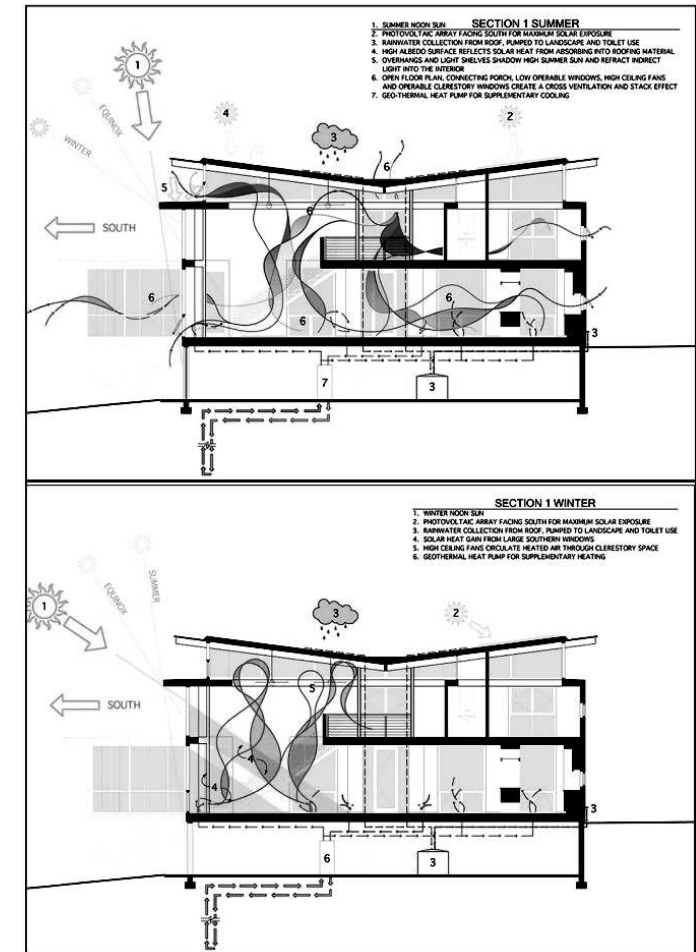 SECTION 1 SUMMER
1. SUMMER NOON SUN
2. PHOTOVOLTAIC ARRAY FACING SOUTH FOR MAXIMUM SOLAR EXPOSURE
3. RAINWATER COLLECTION FROM ROOF, PUMPED TO LANDSCAPE AND TOILET USE
4. HIGH ALBEDO SURFACE REFLECTS SOLAR HEAT FROM ABSORBING INTO ROOFING MATERIAL
5. OVERHANGS AND LIGHT SHELVES SHADOW HIGH SUMMER SUN AND REFRACT INDIRECT
LIGHT INTO THE INTERIOR
6. OPEN FLOOR PLAN, CONNECTING PORCH, LOW OPERABLE WINDOWS, HIGH CEILING FANS
AND OPERABLE CLERESTORY WINDOWS CREATE A CROSS VENTILATION AND STACK EFFECT
7. GEO-THERMAL HEAT PUMP FOR SUPPLEMENTARY COOLING
1
EQUINOX
WINTER
4
3
2
6
5
6
SOUTH
6
6
6
3
7
3
SECTION 1 WINTER
1. WINTER NOON SUN
2. PHOTOVOLTAIC ARRAY FACING SOUTH FOR MAXIMUM SOLAR EXPOSURE
3. RAINWATER COLLECTION FROM ROOF, PUMPED TO LANDSCAPE AND TOILET USE
4. SOLAR HEAT GAIN FROM LARGE SOUTHERN WINDOWS
5. HIGH CEILING FANS CIRCULATE HEATED AIR THROUGH CLERESTORY SPACE
6. GEOTHERMAL HEAT PUMP FOR SUPPLEMENTARY HEATING
SUMMER
EQUINOX
1
3
2
5
SOUTH
4
4
3
6
3